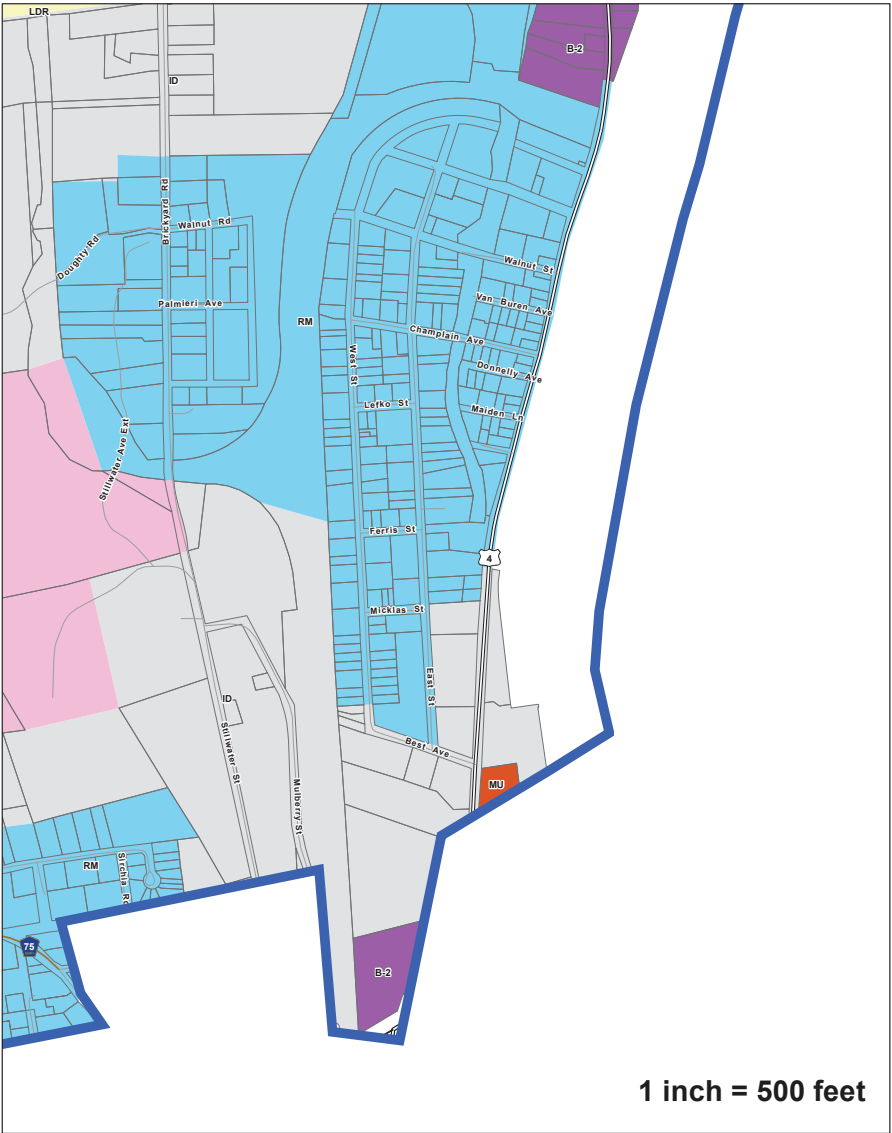 LDR
B-2
ID
Brickyard Rd
Walnut Rd
Doughty Rd
Walnut St
Van Buren Ave
Palmieri Ave
RM
Champlain Ave
West St
Donnelly Ave
Lefko St
Maiden Ln
Stillwater Ave Ext
Ferris St
4
Micklas St
East St
ID
Stillwater St
Best Ave
MU
Mulberry St
RM
Sirchia Rd
75
B-2
1 inch = 500 feet